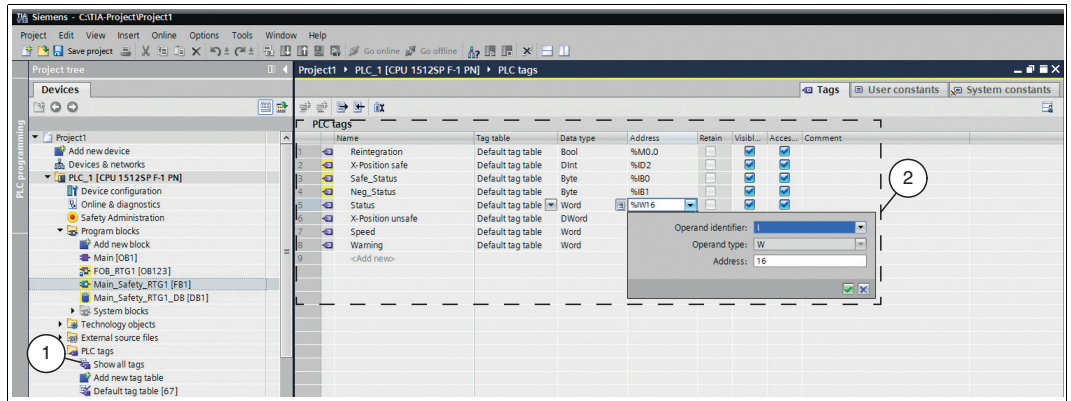 Siemens - C:\TIA-Project\Project1
Project Edit View Insert Online Options Tools Window Help
Save project Go online Go offline
Project tree
Project1 ▸ PLC_1 [CPU 1512SP F-1 PN] ▸ PLC tags
Devices
Tags User constants System constants
PLC programming
PLC tags
Name Tag table Data type Address Retain Visibl... Acces... Comment
1 Reintegration Default tag table Bool %M0.0
2 X-Position safe Default tag table DInt %ID2
3 Safe_Status Default tag table Byte %IB0
4 Neg_Status Default tag table Byte %IB1
5 Status Default tag table Word %IW16
6 X-Position unsafe Default tag table DWord
7 Speed Default tag table Word
8 Warning Default tag table Word
9 <Add new>
Operand identifier: I
Operand type: W
Address: 16
2
Project1
Add new device
Devices & networks
PLC_1 [CPU 1512SP F-1 PN]
Device configuration
Online & diagnostics
Safety Administration
Program blocks
Add new block
Main [OB1]
FOB_RTG1 [OB123]
Main_Safety_RTG1 [FB1]
Main_Safety_RTG1_DB [DB1]
System blocks
Technology objects
External source files
PLC tags
Show all tags
Add new tag table
Default tag table [67]
1